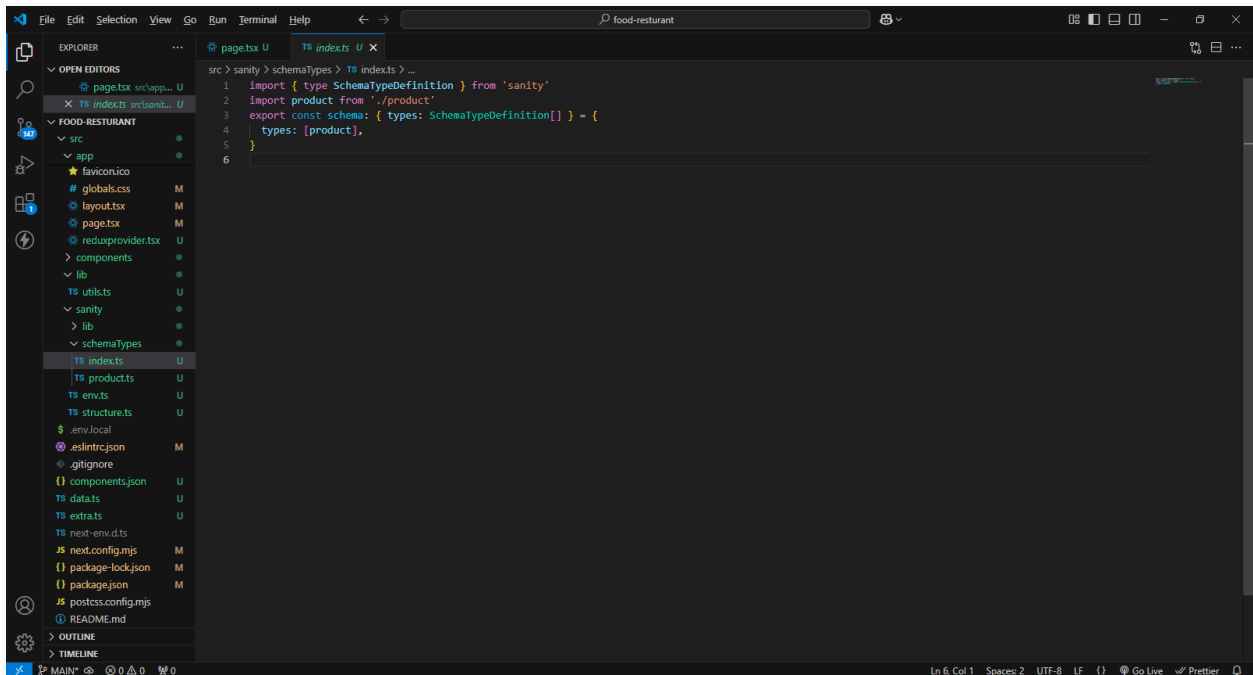 File Edit Selection View Go Run Terminal Help
food-resturant
EXPLORER
OPEN EDITORS
page.tsx src\app... U
TS index.ts src\sanit... U
FOOD-RESTURANT
src
app
favicon.ico
# globals.css M
layout.tsx M
page.tsx M
reduxprovider.tsx U
components
lib
TS utils.ts U
sanity
lib
schemaTypes
TS index.ts U
TS product.ts U
TS env.ts U
TS structure.ts U
$ .env.local
.eslintrc.json M
.gitignore
{} components.json U
TS data.ts U
TS extra.ts U
TS next-env.d.ts
JS next.config.mjs M
{} package-lock.json M
{} package.json M
JS postcss.config.mjs
README.md
OUTLINE
TIMELINE
147
1
page.tsx U TS index.ts U
src > sanity > schemaTypes > TS index.ts > ...
1 import { type SchemaTypeDefinition } from 'sanity'
2 import product from './product'
3 export const schema: { types: SchemaTypeDefinition[] } = {
4 types: [product],
5 }
6
MAIN* 0 0 0 Ln 6, Col 1 Spaces: 2 UTF-8 LF {} Go Live Prettier